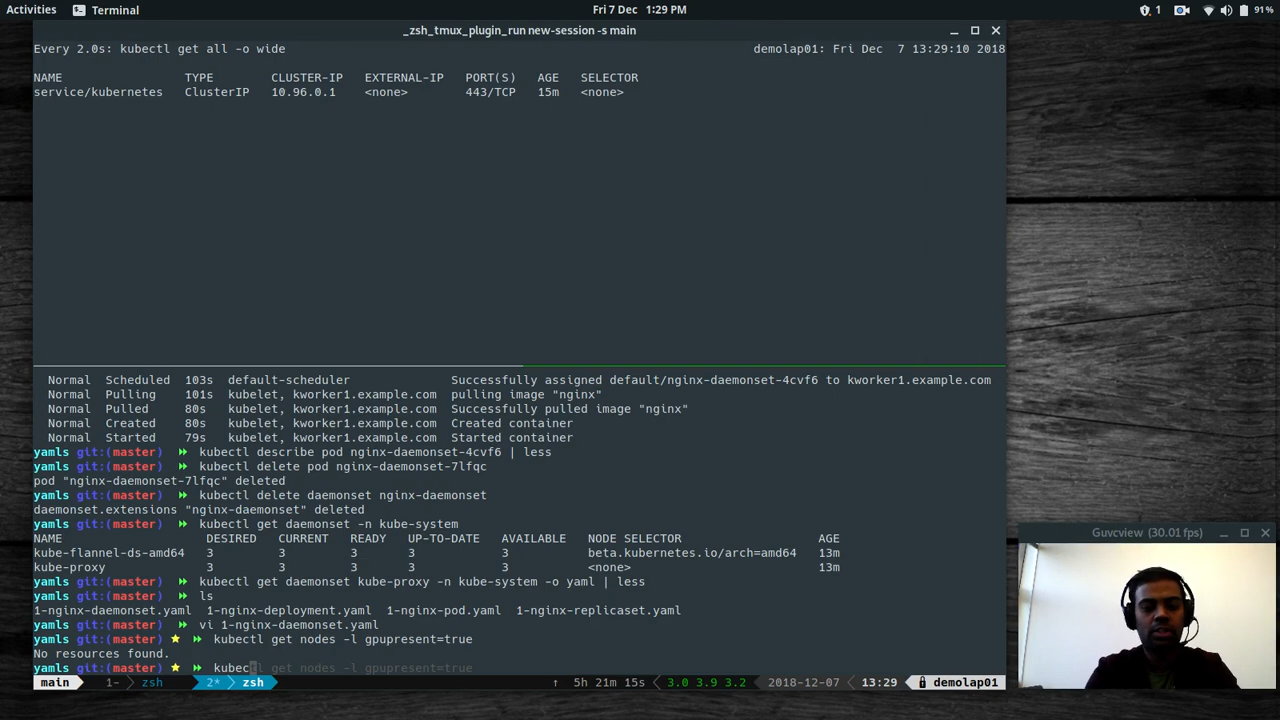 Activities Terminal Fri 7 Dec 1:29 PM 1 91%
_zsh_tmux_plugin_run new-session -s main
Every 2.0s: kubectl get all -o wide demolap01: Fri Dec 7 13:29:10 2018
NAME TYPE CLUSTER-IP EXTERNAL-IP PORT(S) AGE SELECTOR
service/kubernetes ClusterIP 10.96.0.1 <none> 443/TCP 15m <none>
Normal Scheduled 103s default-scheduler Successfully assigned default/nginx-daemonset-4cvf6 to kworker1.example.com
Normal Pulling 101s kubelet, kworker1.example.com pulling image "nginx"
Normal Pulled 80s kubelet, kworker1.example.com Successfully pulled image "nginx"
Normal Created 80s kubelet, kworker1.example.com Created container
Normal Started 79s kubelet, kworker1.example.com Started container
yamls git:(master) kubectl describe pod nginx-daemonset-4cvf6 | less
yamls git:(master) kubectl delete pod nginx-daemonset-7lfqc
pod "nginx-daemonset-7lfqc" deleted
yamls git:(master) kubectl delete daemonset nginx-daemonset
daemonset.extensions "nginx-daemonset" deleted
yamls git:(master) kubectl get daemonset -n kube-system
NAME DESIRED CURRENT READY UP-TO-DATE AVAILABLE NODE SELECTOR AGE
kube-flannel-ds-amd64 3 3 3 3 3 beta.kubernetes.io/arch=amd64 13m
kube-proxy 3 3 3 3 3 <none> 13m
yamls git:(master) kubectl get daemonset kube-proxy -n kube-system -o yaml | less
yamls git:(master) ls
1-nginx-daemonset.yaml 1-nginx-deployment.yaml 1-nginx-pod.yaml 1-nginx-replicaset.yaml
yamls git:(master) vi 1-nginx-daemonset.yaml
yamls git:(master) kubectl get nodes -l gpupresent=true
No resources found.
yamls git:(master) kubectl get nodes -l gpupresent=true
main 1- zsh 2* zsh ↑ 5h 21m 15s 3.0 3.9 3.2 2018-12-07 13:29 demolap01
Guvcview (30.01 fps)